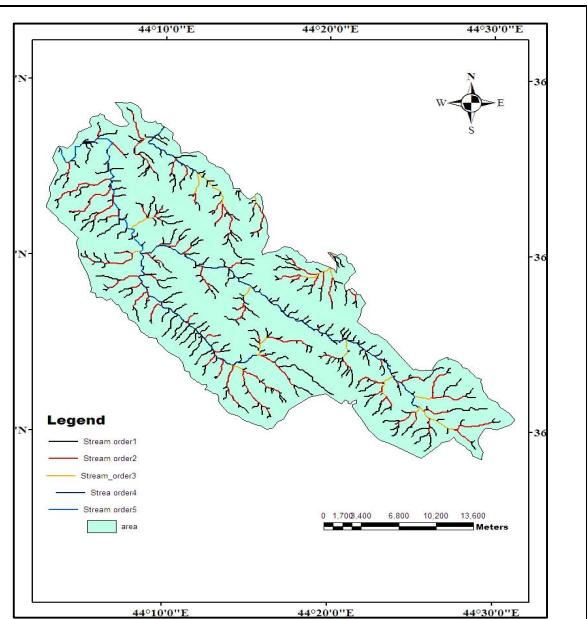 44°10'0"E 44°20'0"E 44°30'0"E
N
W E
S
'N 36
'N 36
'N 36
Legend
Stream order1
Stream order2
Stream_order3
Strea order4
Stream order5
area
0 1,700 3,400 6,800 10,200 13,600
Meters
44°10'0"E 44°20'0"E 44°30'0"E